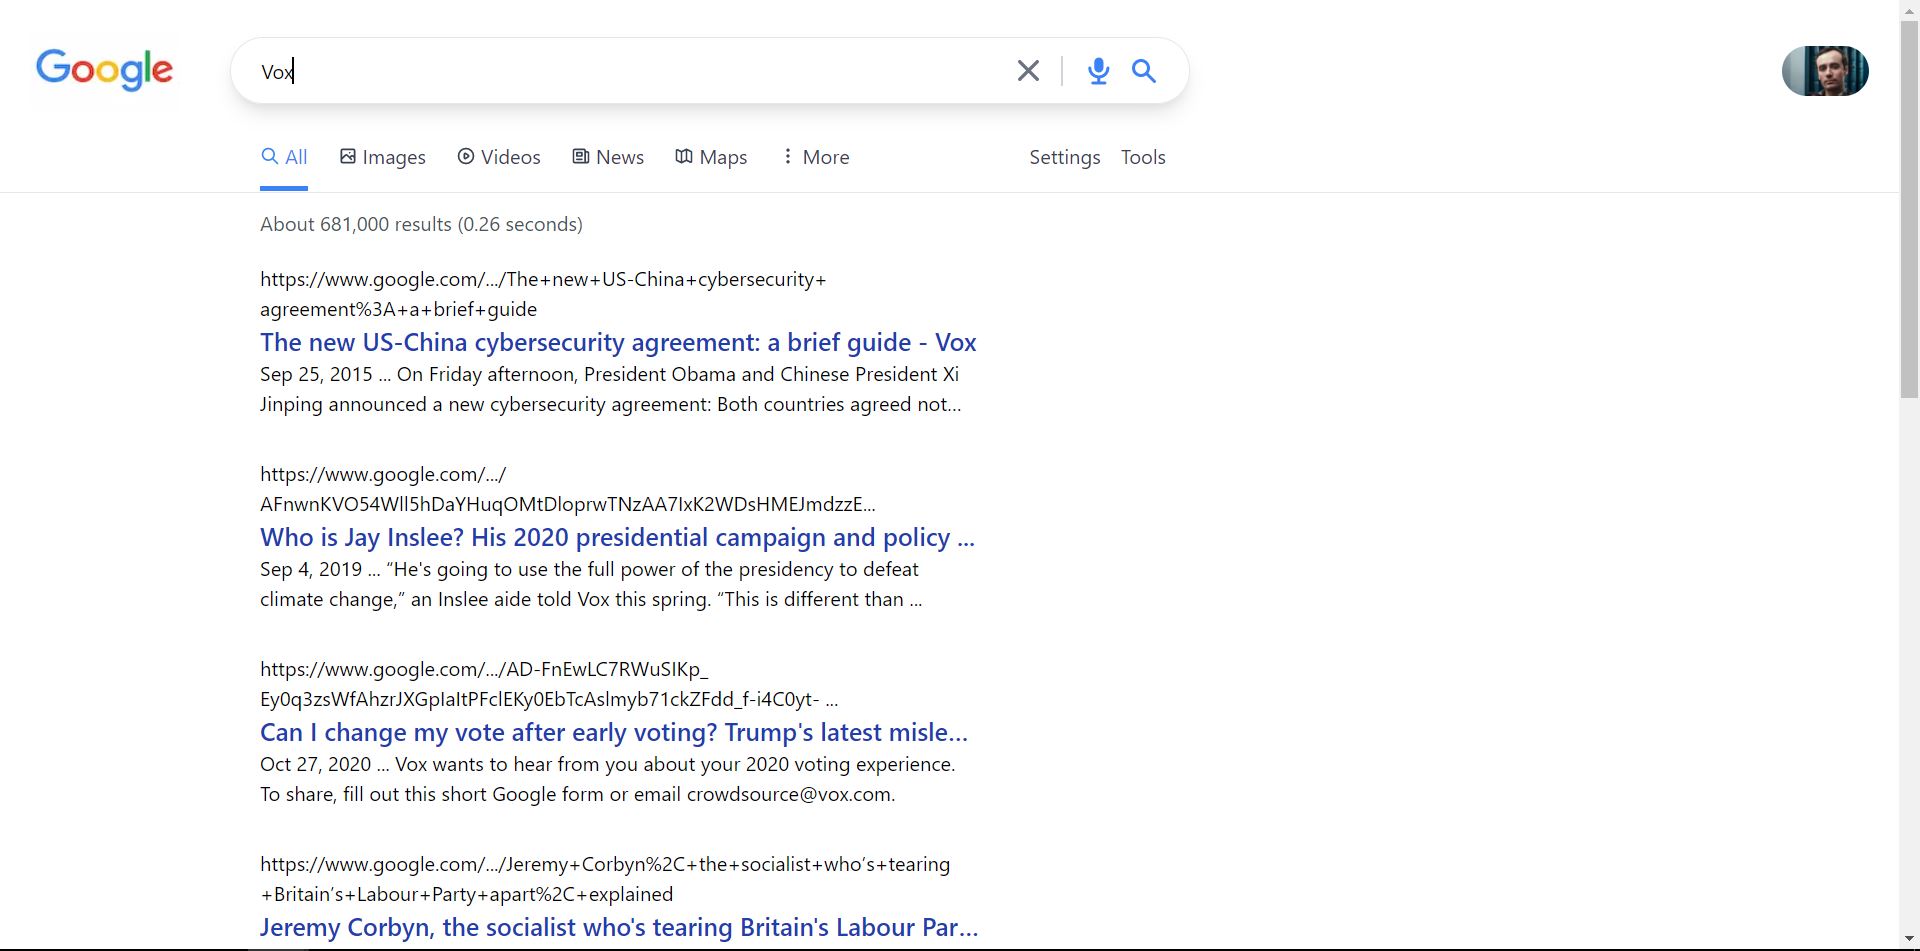 Google
Vox
All Images Videos News Maps More Settings Tools
About 681,000 results (0.26 seconds)
https://www.google.com/.../The+new+US-China+cybersecurity+
agreement%3A+a+brief+guide
The new US-China cybersecurity agreement: a brief guide - Vox
Sep 25, 2015 ... On Friday afternoon, President Obama and Chinese President Xi
Jinping announced a new cybersecurity agreement: Both countries agreed not...
https://www.google.com/.../
AFnwnKVO54Wll5hDaYHuqOMtDloprwTNzAA7IxK2WDsHMEJmdzzE...
Who is Jay Inslee? His 2020 presidential campaign and policy ...
Sep 4, 2019 ... “He's going to use the full power of the presidency to defeat
climate change,” an Inslee aide told Vox this spring. “This is different than ...
https://www.google.com/.../AD-FnEwLC7RWuSIKp_
Ey0q3zsWfAhzrJXGpIaItPFclEKy0EbTcAslmyb71ckZFdd_f-i4C0yt- ...
Can I change my vote after early voting? Trump's latest misle...
Oct 27, 2020 ... Vox wants to hear from you about your 2020 voting experience.
To share, fill out this short Google form or email crowdsource@vox.com.
https://www.google.com/.../Jeremy+Corbyn%2C+the+socialist+who’s+tearing
+Britain’s+Labour+Party+apart%2C+explained
Jeremy Corbyn, the socialist who's tearing Britain's Labour Par...